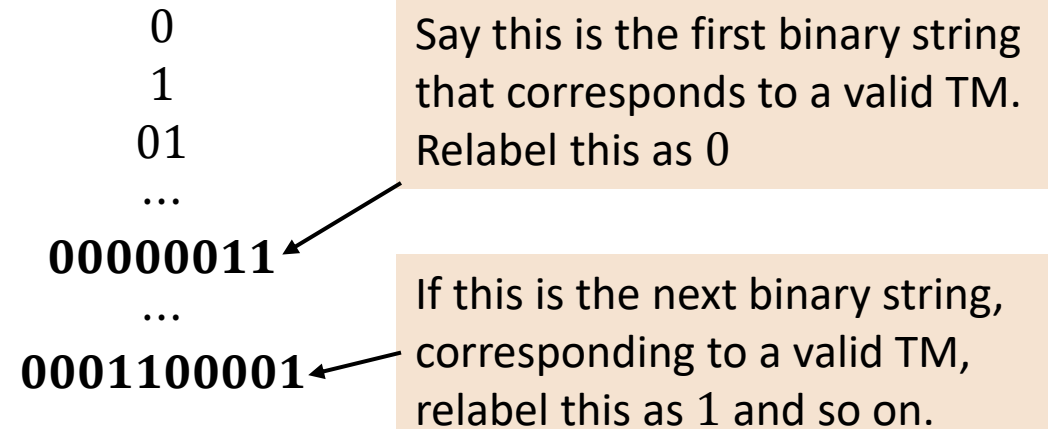 0
1
01
...
00000011
...
0001100001
Say this is the first binary string
that corresponds to a valid TM.
Relabel this as 0
If this is the next binary string,
corresponding to a valid TM,
relabel this as 1 and so on.